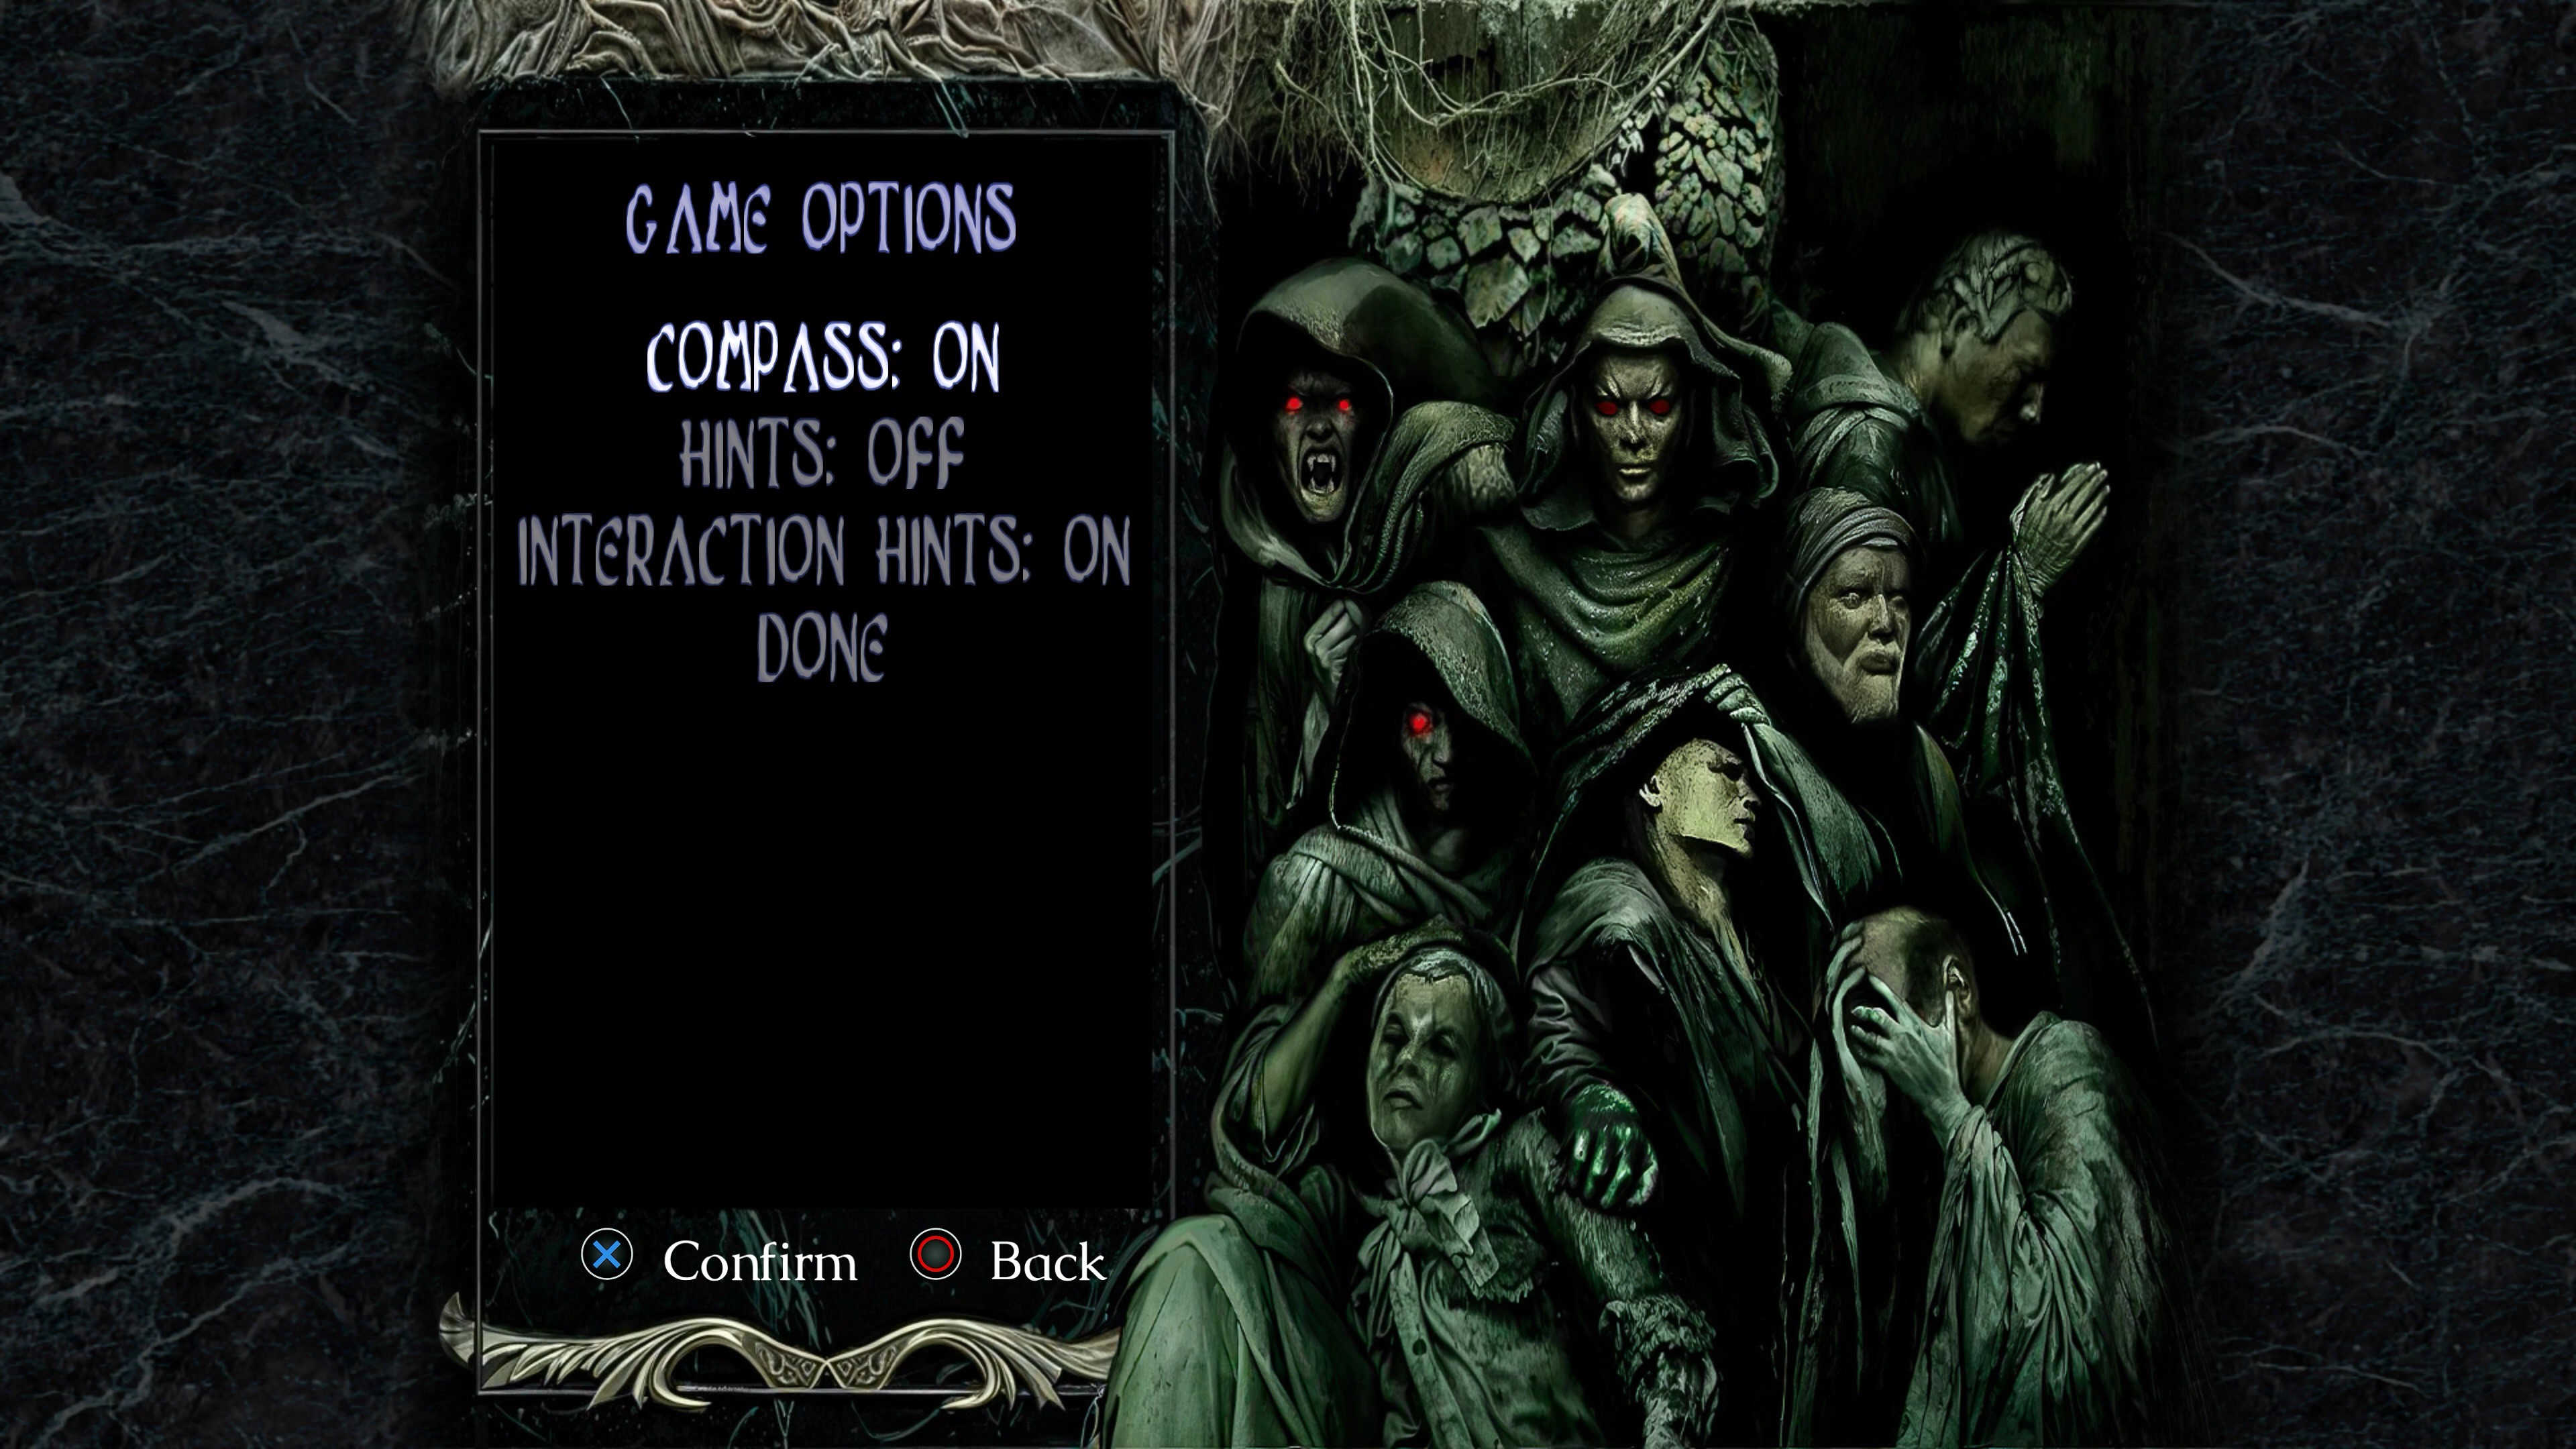 GAME OPTIONS
COMPASS: ON
HINTS: OFF
INTERACTION HINTS: ON
DONE
Confirm Back